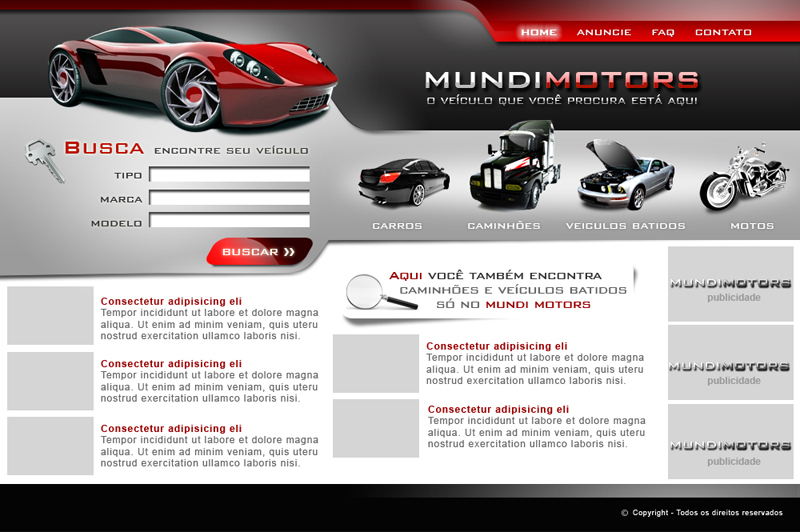 HOME ANUNCIE FAQ CONTATO
MUNDIMOTORS
O VEÍCULO QUE VOCÊ PROCURA ESTÁ AQUI
BUSCA ENCONTRE SEU VEÍCULO
TIPO
MARCA
MODELO
BUSCAR »
CARROS CAMINHÕES VEICULOS BATIDOS MOTOS
Consectetur adipisicing eli
Tempor incididunt ut labore et dolore magna
aliqua. Ut enim ad minim veniam, quis uteru
nostrud exercitation ullamco laboris nisi.
Consectetur adipisicing eli
Tempor incididunt ut labore et dolore magna
aliqua. Ut enim ad minim veniam, quis uteru
nostrud exercitation ullamco laboris nisi.
Consectetur adipisicing eli
Tempor incididunt ut labore et dolore magna
aliqua. Ut enim ad minim veniam, quis uteru
nostrud exercitation ullamco laboris nisi.
AQUI VOCÊ TAMBÉM ENCONTRA
CAMINHÕES E VEÍCULOS BATIDOS
SÓ NO MUNDI MOTORS
Consectetur adipisicing eli
Tempor incididunt ut labore et dolore magna
aliqua. Ut enim ad minim veniam, quis uteru
nostrud exercitation ullamco laboris nisi.
Consectetur adipisicing eli
Tempor incididunt ut labore et dolore magna
aliqua. Ut enim ad minim veniam, quis uteru
nostrud exercitation ullamco laboris nisi.
MUNDIMOTORS
publicidade
MUNDIMOTORS
publicidade
MUNDIMOTORS
publicidade
© Copyright - Todos os direitos reservados